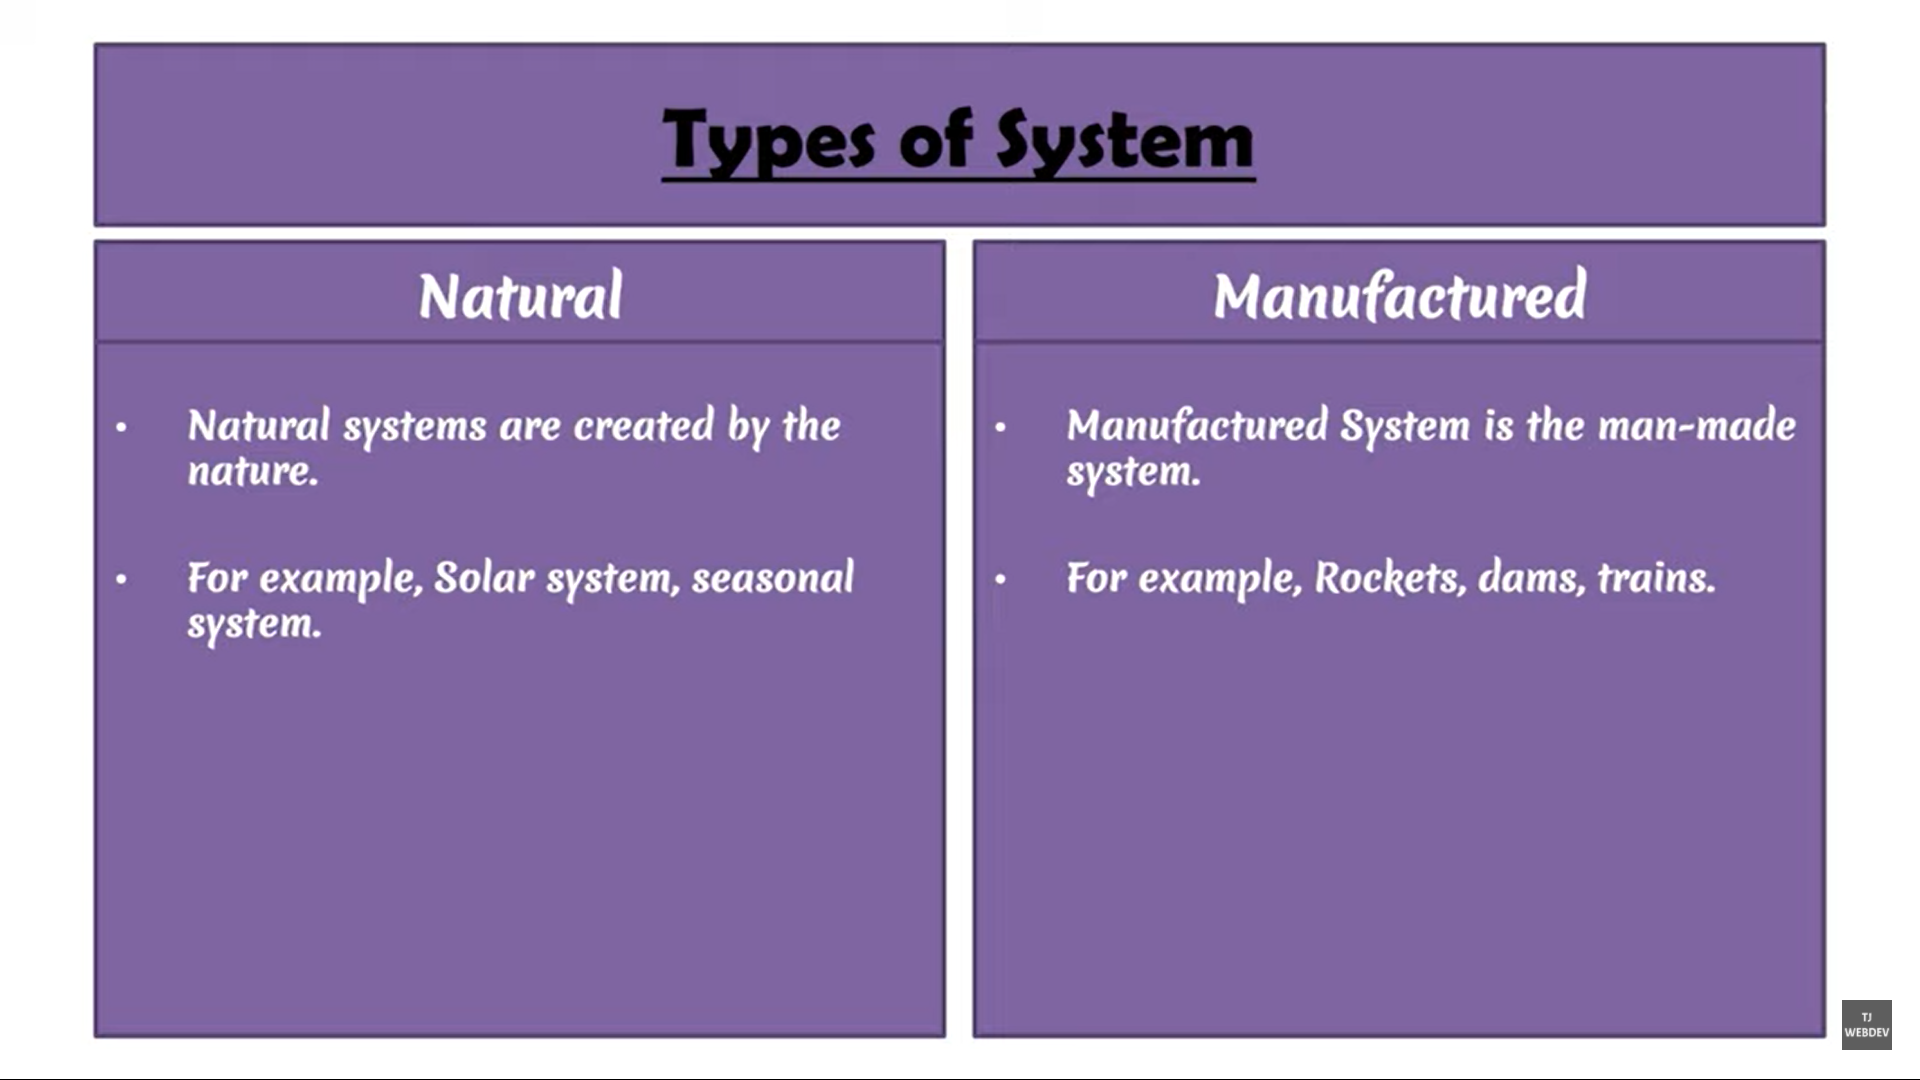 Types of System
Natural
• Natural systems are created by the
nature.
• For example, Solar system, seasonal
system.
Manufactured
• Manufactured System is the man-made
system.
• For example, Rockets, dams, trains.
TJ
WEBDEV